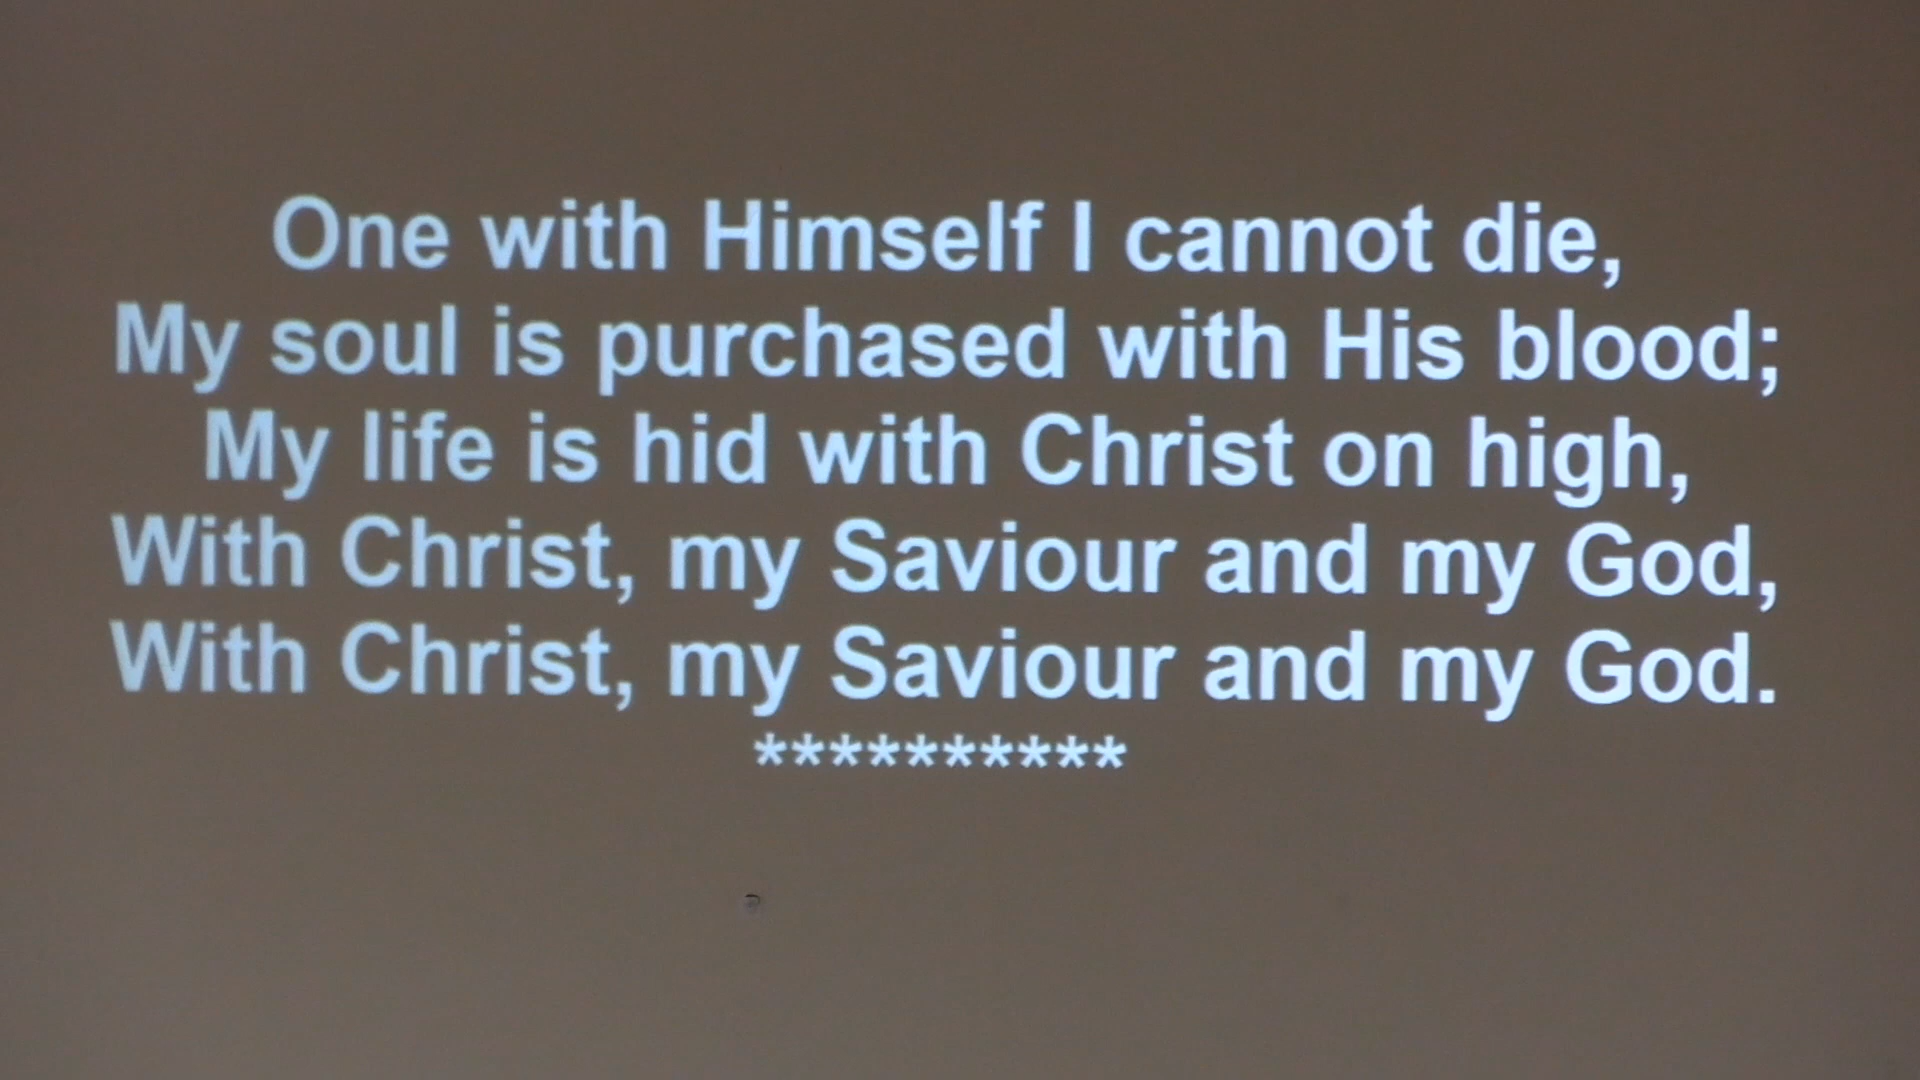 One with Himself I cannot die,
My soul is purchased with His blood;
My life is hid with Christ on high,
With Christ, my Saviour and my God,
With Christ, my Saviour and my God.
**********